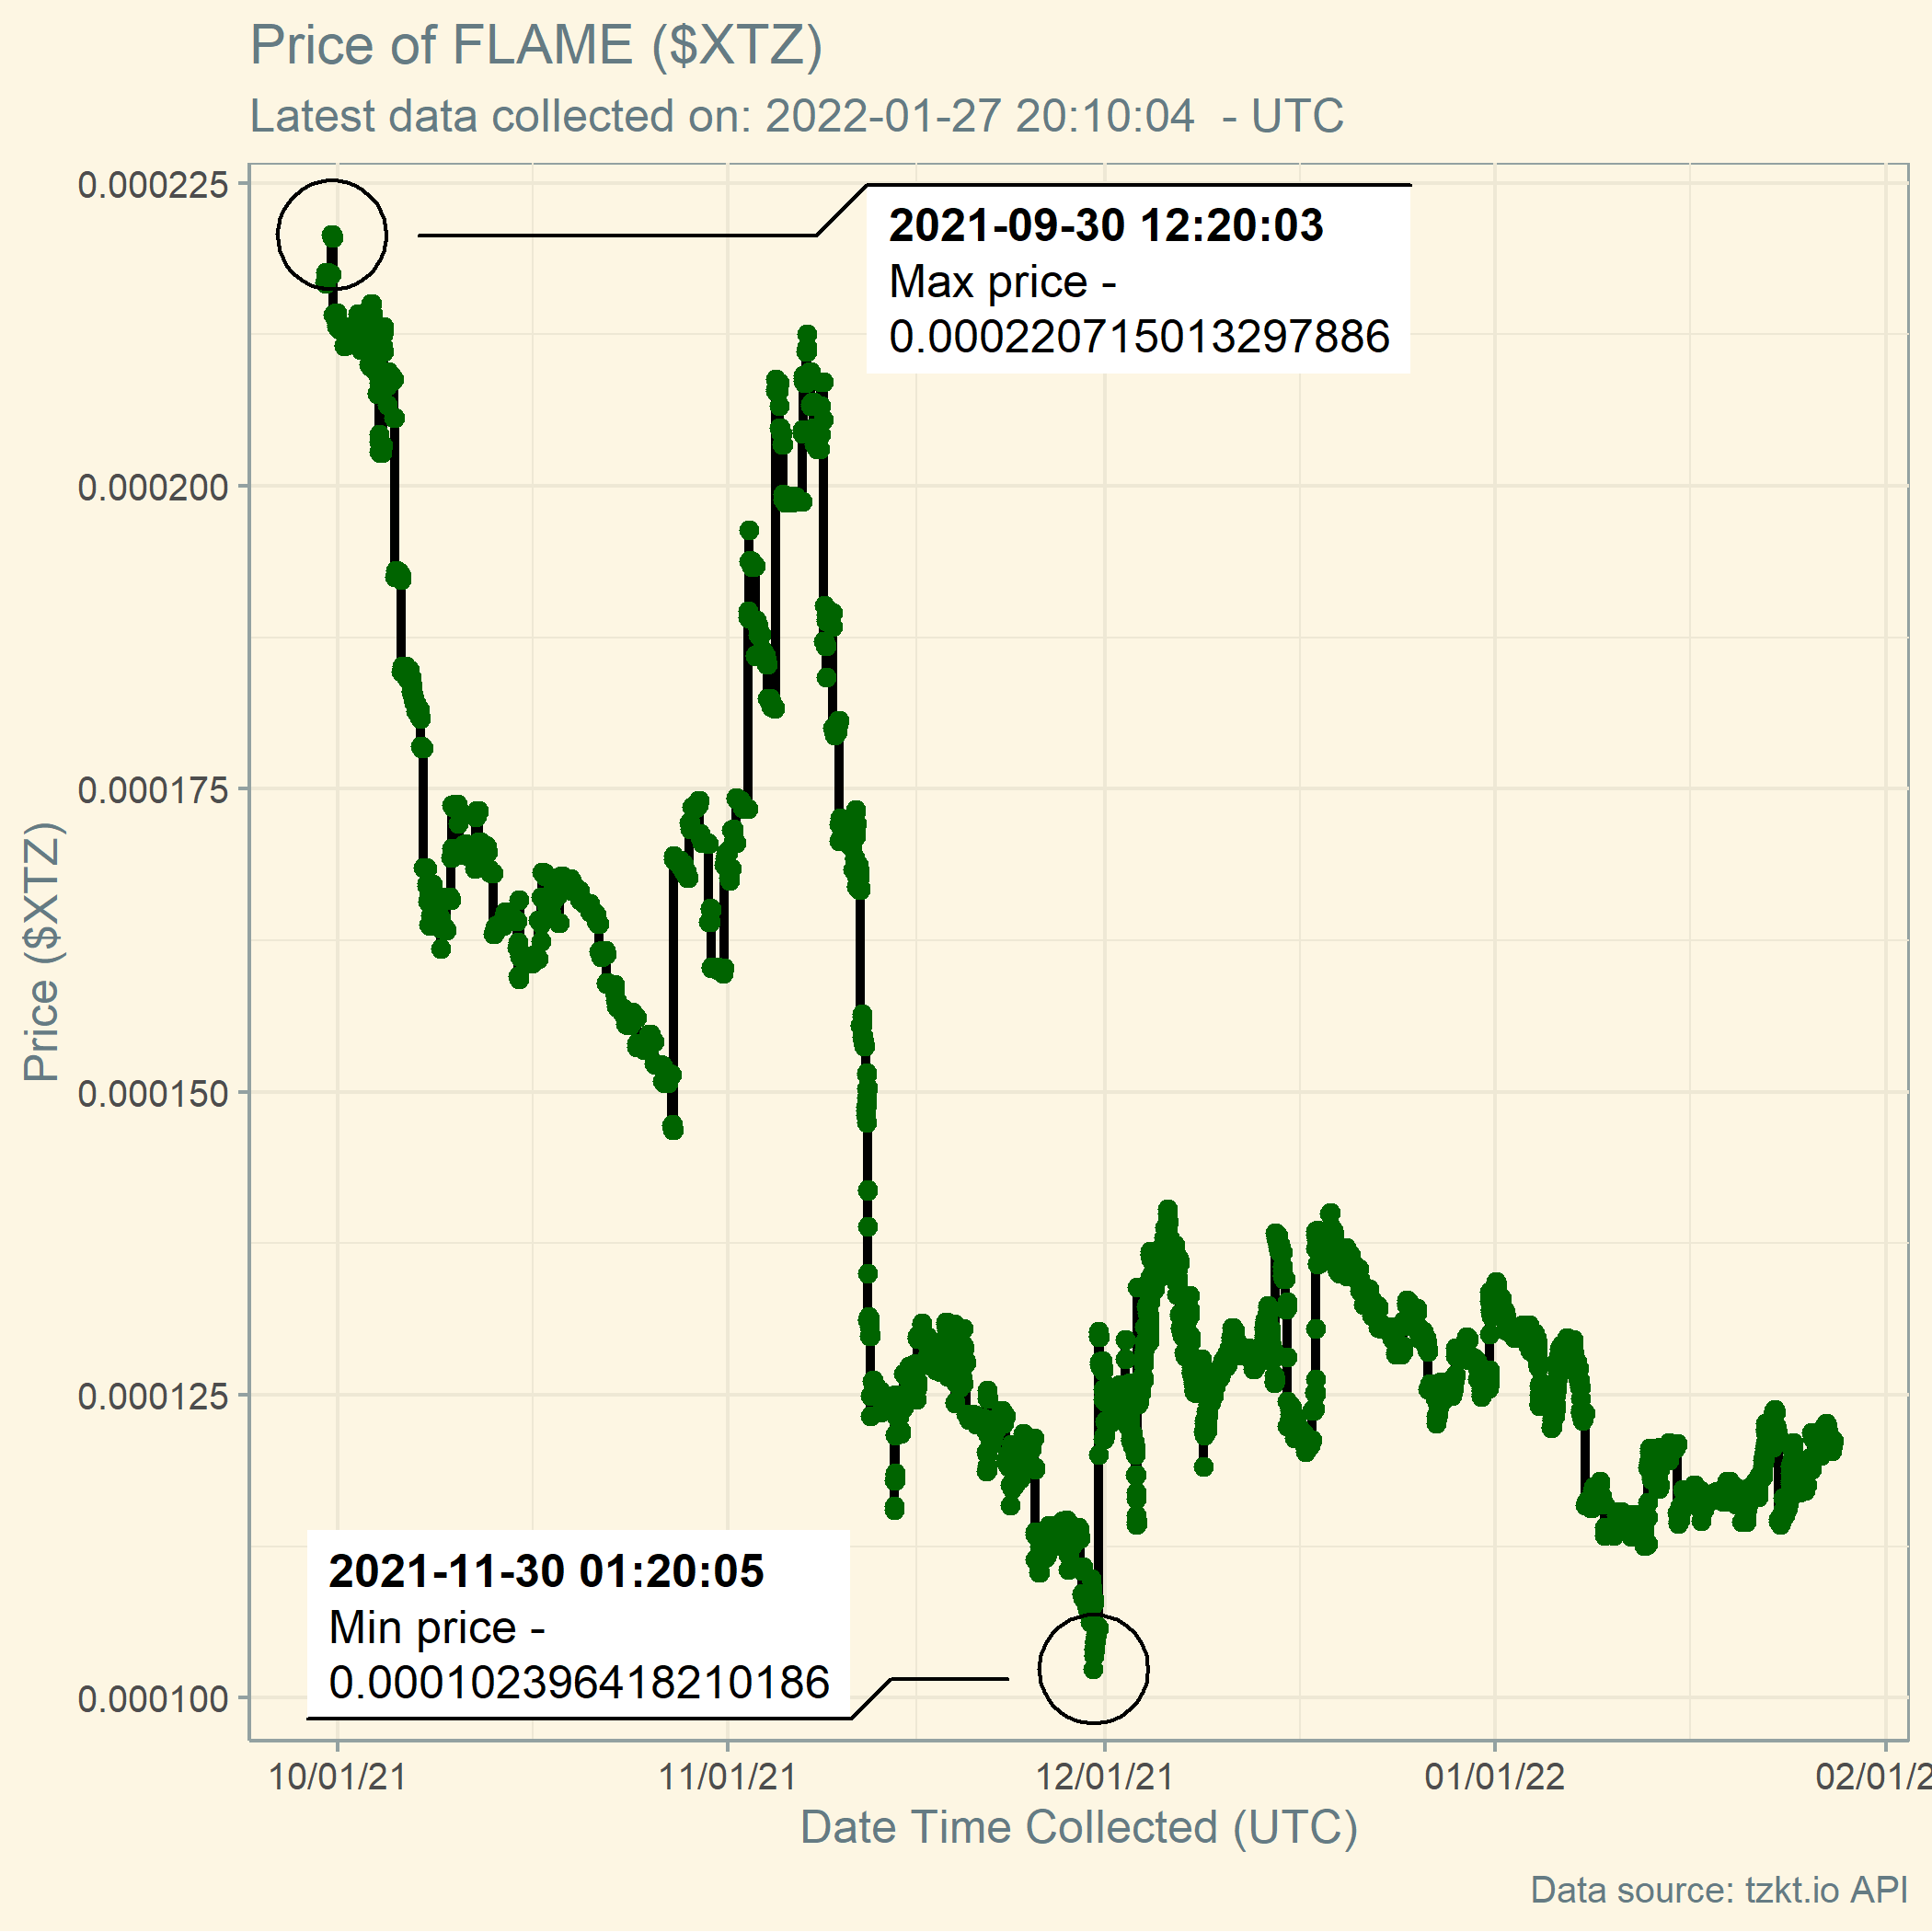 Price of FLAME ($XTZ)
Latest data collected on: 2022-01-27 20:10:04  - UTC
0.000225
0.000200
0.000175
0.000150
0.000125
0.000100
Price ($XTZ)
2021-09-30 12:20:03
Max price -
0.000220715013297886
2021-11-30 01:20:05
Min price -
0.000102396418210186
10/01/21
11/01/21
12/01/21
01/01/22
02/01/2
Date Time Collected (UTC)
Data source: tzkt.io API